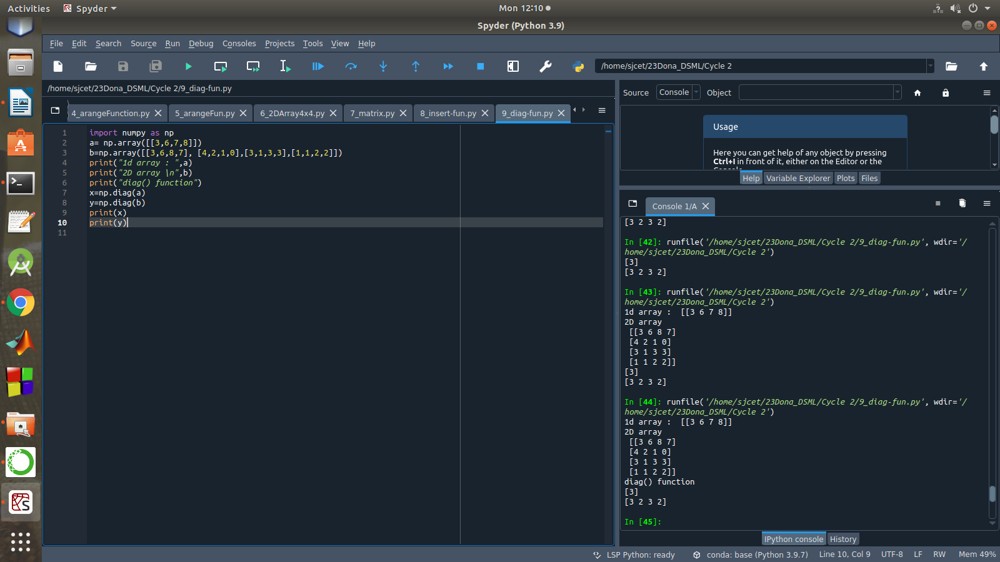 Activities Spyder Mon 12:10
Spyder (Python 3.9)
File Edit Search Source Run Debug Consoles Projects Tools View Help
/home/sjcet/23Dona_DSML/Cycle 2
/home/sjcet/23Dona_DSML/Cycle 2/9_diag-fun.py
4_arangeFunction.py 5_arangeFun.py 6_2DArray4x4.py 7_matrix.py 8_insert-fun.py 9_diag-fun.py
1 import numpy as np
2 a= np.array([[3,6,7,8]])
3 b=np.array([[3,6,8,7], [4,2,1,0],[3,1,3,3],[1,1,2,2]])
4 print("1d array : ",a)
5 print("2D array \n",b)
6 print("diag() function")
7 x=np.diag(a)
8 y=np.diag(b)
9 print(x)
10 print(y)
11
Source Console Object
Usage
Here you can get help of any object by pressing
Ctrl+I in front of it, either on the Editor or the
Console.
Help Variable Explorer Plots Files
Console 1/A
[3 2 3 2]
In [42]: runfile('/home/sjcet/23Dona_DSML/Cycle 2/9_diag-fun.py', wdir='/
home/sjcet/23Dona_DSML/Cycle 2')
[3]
[3 2 3 2]
In [43]: runfile('/home/sjcet/23Dona_DSML/Cycle 2/9_diag-fun.py', wdir='/
home/sjcet/23Dona_DSML/Cycle 2')
1d array :  [[3 6 7 8]]
2D array
[[3 6 8 7]
[4 2 1 0]
[3 1 3 3]
[1 1 2 2]]
[3]
[3 2 3 2]
In [44]: runfile('/home/sjcet/23Dona_DSML/Cycle 2/9_diag-fun.py', wdir='/
home/sjcet/23Dona_DSML/Cycle 2')
1d array :  [[3 6 7 8]]
2D array
[[3 6 8 7]
[4 2 1 0]
[3 1 3 3]
[1 1 2 2]]
diag() function
[3]
[3 2 3 2]
In [45]:
IPython console History
LSP Python: ready conda: base (Python 3.9.7) Line 10, Col 9 UTF-8 LF RW Mem 49%